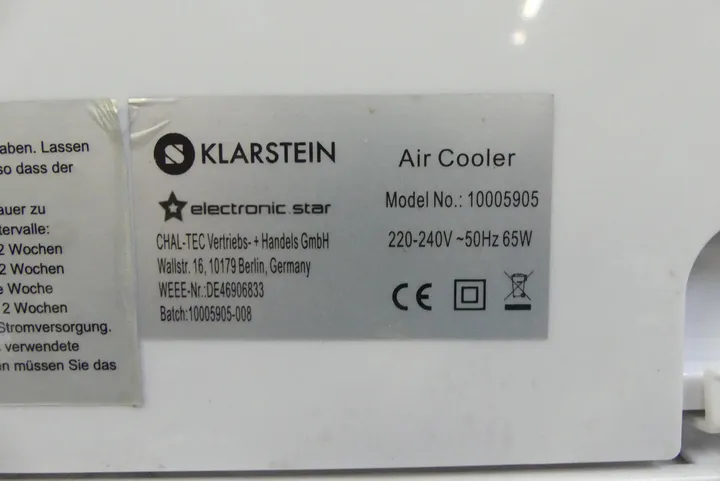 aben. Lassen
so dass der
auer zu
tervalle:
2 Wochen
2 Wochen
e Woche
2 Wochen
Stromversorgung.
verwendete
en müssen Sie das
KLARSTEIN
electronic star
CHAL-TEC Vertriebs- + Handels GmbH
Wallstr. 16, 10179 Berlin, Germany
WEEE-Nr.:DE46906833
Batch:10005905-008
Air Cooler
Model No.: 10005905
220-240V ~50Hz 65W
CE